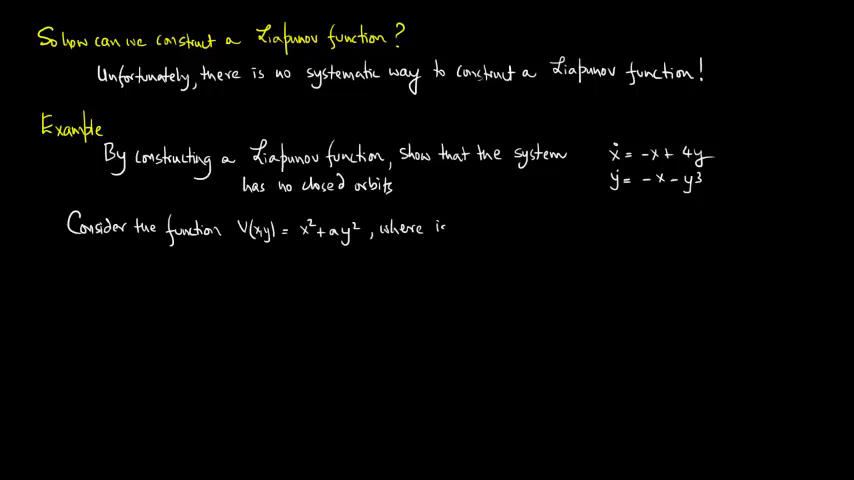 So how can we construct a Liapunov function?
Unfortunately, there is no systematic way to construct a Liapunov function!
Example
By constructing a Liapunov function, show that the system ẋ = -x + 4y
has no closed orbits ẏ = -x - y3
Consider the function V(x,y) = x² + ay², where is